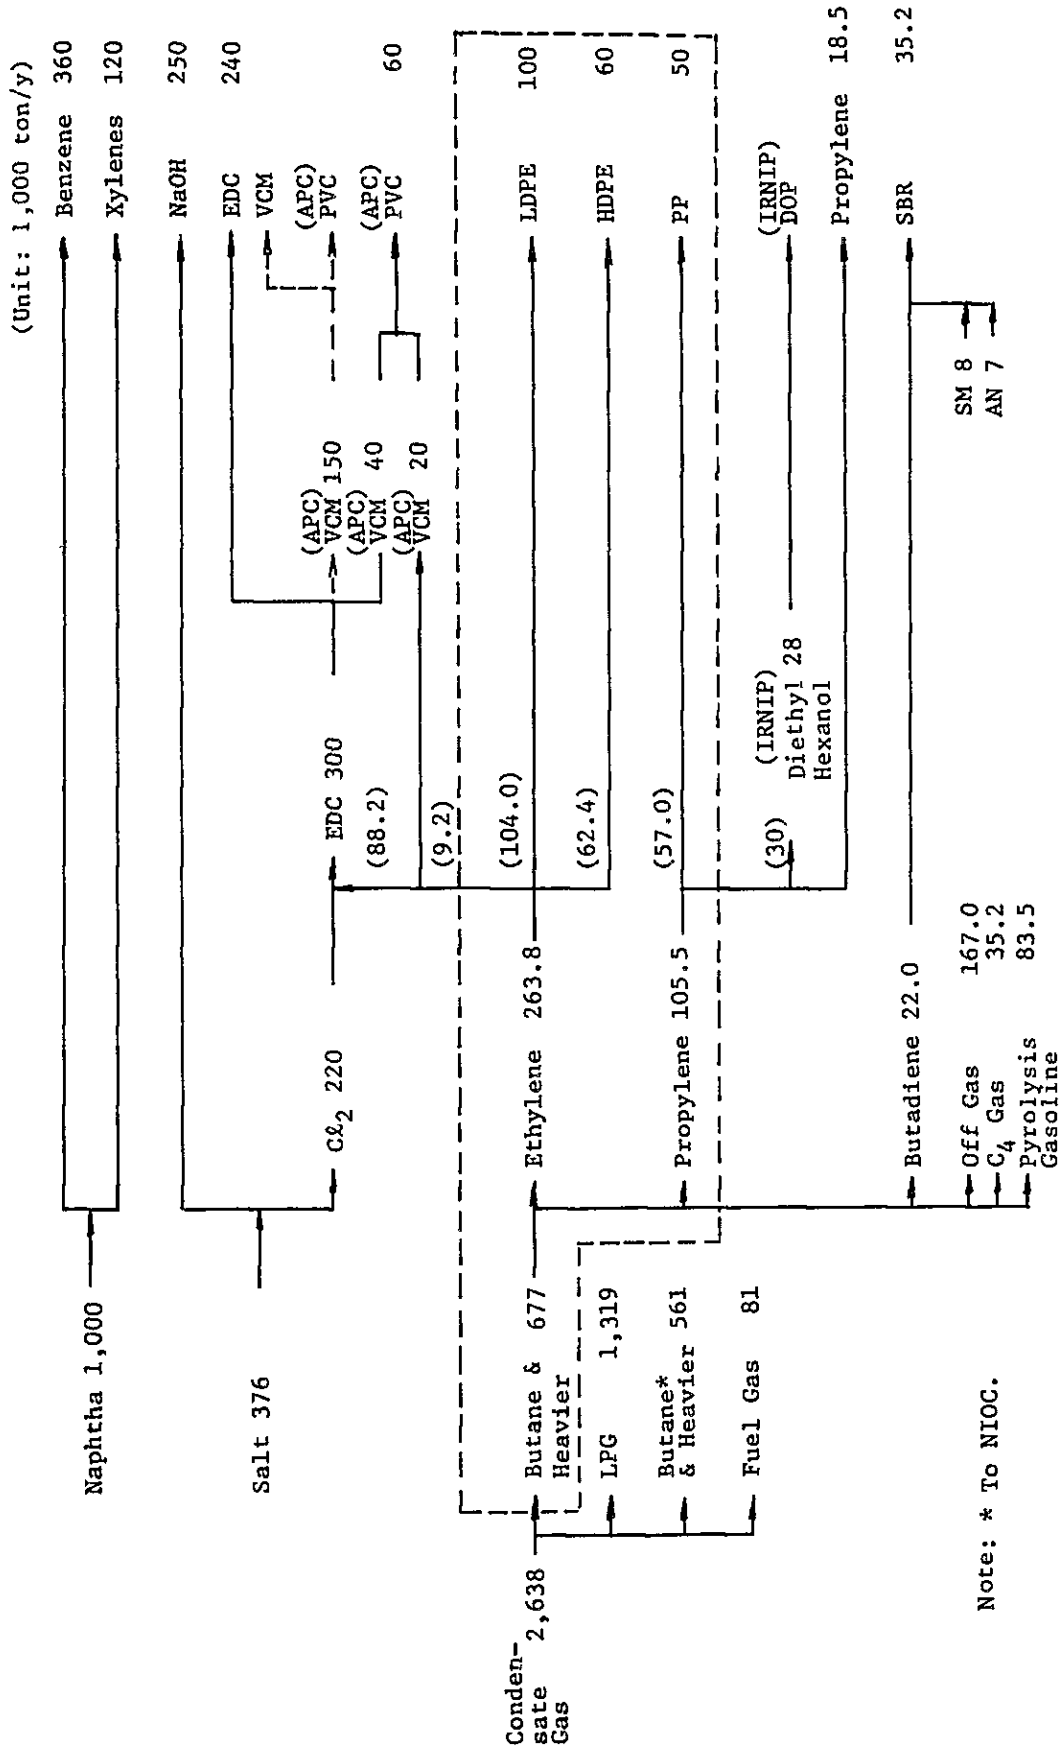 (Unit: 1,000 ton/y)
Naphtha 1,000
Benzene 360
Xylenes 120
Salt 376
NaOH 250
Cℓ₂ 220
EDC 300
EDC 240
VCM
(APC)
VCM 150
(APC)
PVC
(APC)
VCM 40
(APC)
VCM 20
(APC)
PVC 60
(88.2)
(9.2)
Conden-
sate 2,638
Gas
Butane & 677
Heavier
LPG 1,319
Butane*
& Heavier 561
Fuel Gas 81
Ethylene 263.8
(104.0)
LDPE 100
(62.4)
HDPE 60
Propylene 105.5
(57.0)
PP 50
(30)
(IRNIP)
Diethyl 28
Hexanol
(IRNIP)
DOP
Propylene 18.5
Butadiene 22.0
SBR 35.2
SM 8
AN 7
Off Gas 167.0
C₄ Gas 35.2
Pyrolysis 83.5
Gasoline
Note: * To NIOC.